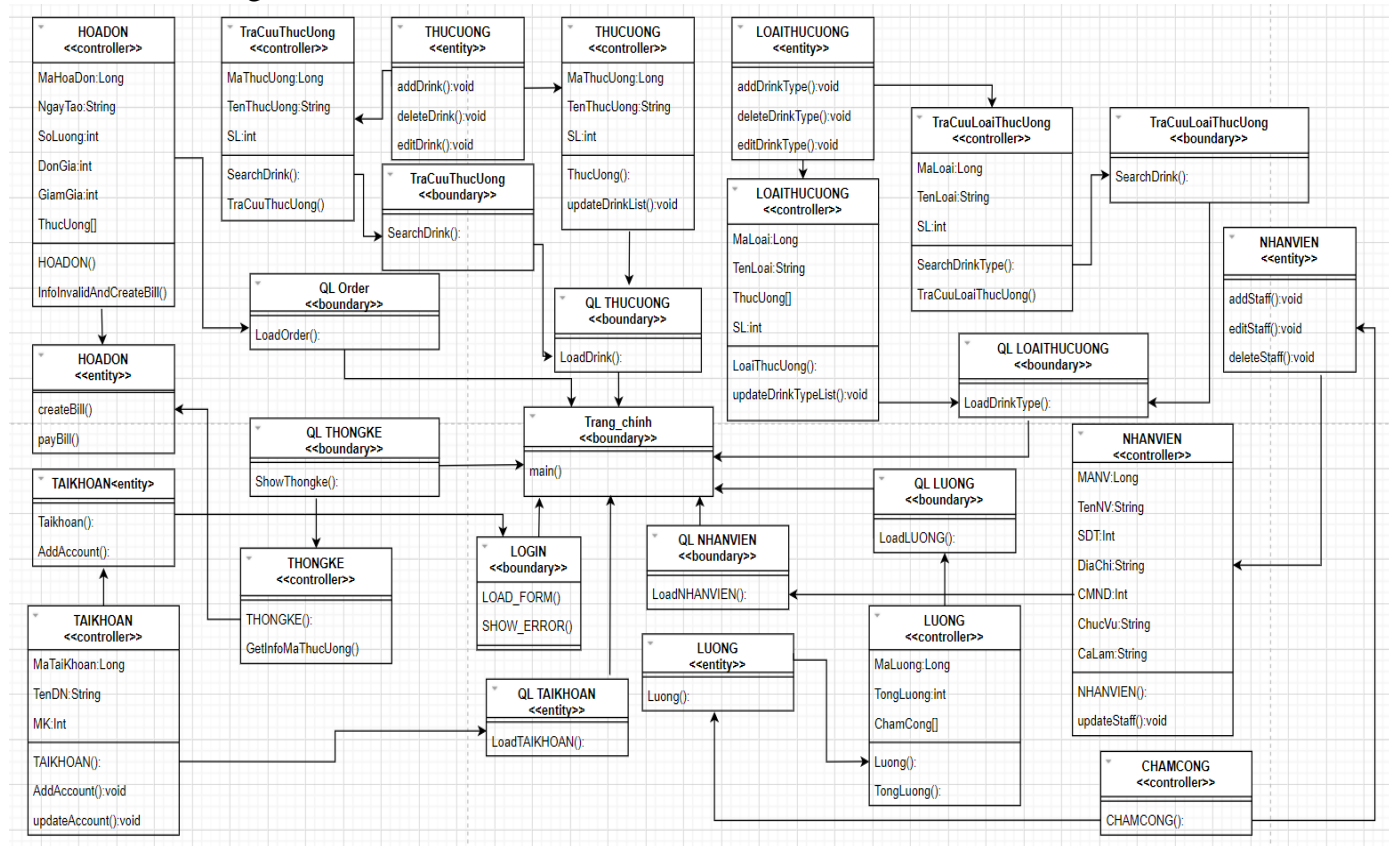 HOADON
<<controller>>
MaHoaDon:Long
NgayTao:String
SoLuong:int
DonGia:int
GiamGia:int
ThucUong[]
HOADON()
InfoInvalidAndCreateBill()
TraCuuThucUong
<<controller>>
MaThucUong:Long
TenThucUong:String
SL:int
SearchDrink():
TraCuuThucUong()
THUCUONG
<<entity>>
addDrink():void
deleteDrink():void
editDrink():void
THUCUONG
<<controller>>
MaThucUong:Long
TenThucUong:String
SL:int
ThucUong():
updateDrinkList():void
LOAITHUCUONG
<<entity>>
addDrinkType():void
deleteDrinkType():void
editDrinkType():void
TraCuuLoaiThucUong
<<controller>>
MaLoai:Long
TenLoai:String
SL:int
SearchDrinkType():
TraCuuLoaiThucUong()
TraCuuLoaiThucUong
<<boundary>>
SearchDrink():
TraCuuThucUong
<<boundary>>
SearchDrink():
LOAITHUCUONG
<<controller>>
MaLoai:Long
TenLoai:String
ThucUong[]
SL:int
LoaiThucUong():
updateDrinkTypeList():void
NHANVIEN
<<entity>>
addStaff():void
editStaff():void
deleteStaff():void
QL Order
<<boundary>>
LoadOrder():
QL THUCUONG
<<boundary>>
LoadDrink():
QL LOAITHUCUONG
<<boundary>>
LoadDrinkType():
HOADON
<<entity>>
createBill()
payBill()
QL THONGKE
<<boundary>>
ShowThongke():
Trang_chính
<<boundary>>
main()
NHANVIEN
<<controller>>
MANV:Long
TenNV:String
SDT:Int
DiaChi:String
CMND:Int
ChucVu:String
CaLam:String
NHANVIEN():
updateStaff():void
TAIKHOAN<entity>
Taikhoan():
AddAccount():
QL LUONG
<<boundary>>
LoadLUONG():
LOGIN
<<boundary>>
LOAD_FORM()
SHOW_ERROR()
QL NHANVIEN
<<boundary>>
LoadNHANVIEN():
THONGKE
<<controller>>
THONGKE():
GetInfoMaThucUong()
TAIKHOAN
<<controller>>
MaTaiKhoan:Long
TenDN:String
MK:Int
TAIKHOAN():
AddAccount():void
updateAccount():void
LUONG
<<entity>>
Luong():
LUONG
<<controller>>
MaLuong:Long
TongLuong:int
ChamCong[]
Luong():
TongLuong():
QL TAIKHOAN
<<entity>>
LoadTAIKHOAN():
CHAMCONG
<<controller>>
CHAMCONG():